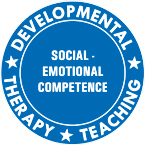 DEVELOPMENTAL
SOCIAL -
EMOTIONAL
COMPETENCE
THERAPY ★ TEACHING